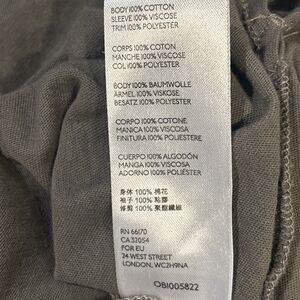 BODY 100% COTTON
SLEEVE 100% VISCOSE
TRIM 100% POLYESTER
CORPS 100% COTON
MANCHE 100% VISCOSE
COL 100% POLYESTER
BODY 100% BAUMWOLLE
ÄRMEL 100% VISKOSE
BESATZ 100% POLYESTER
CORPO 100% COTONE
MANICA 100% VISCOSA
FINITURA 100% POLIESTERE
CUERPO 100% ALGODÓN
MANGA 100% VISCOSA
ADORNO 100% POLIÉSTER
身体 100% 棉花
袖子 100% 粘膠
修剪 100% 聚酯纖維
RN 66170
CA 32054
FOR EU
24 WEST STREET
LONDON, WC2H9NA
OBI005822